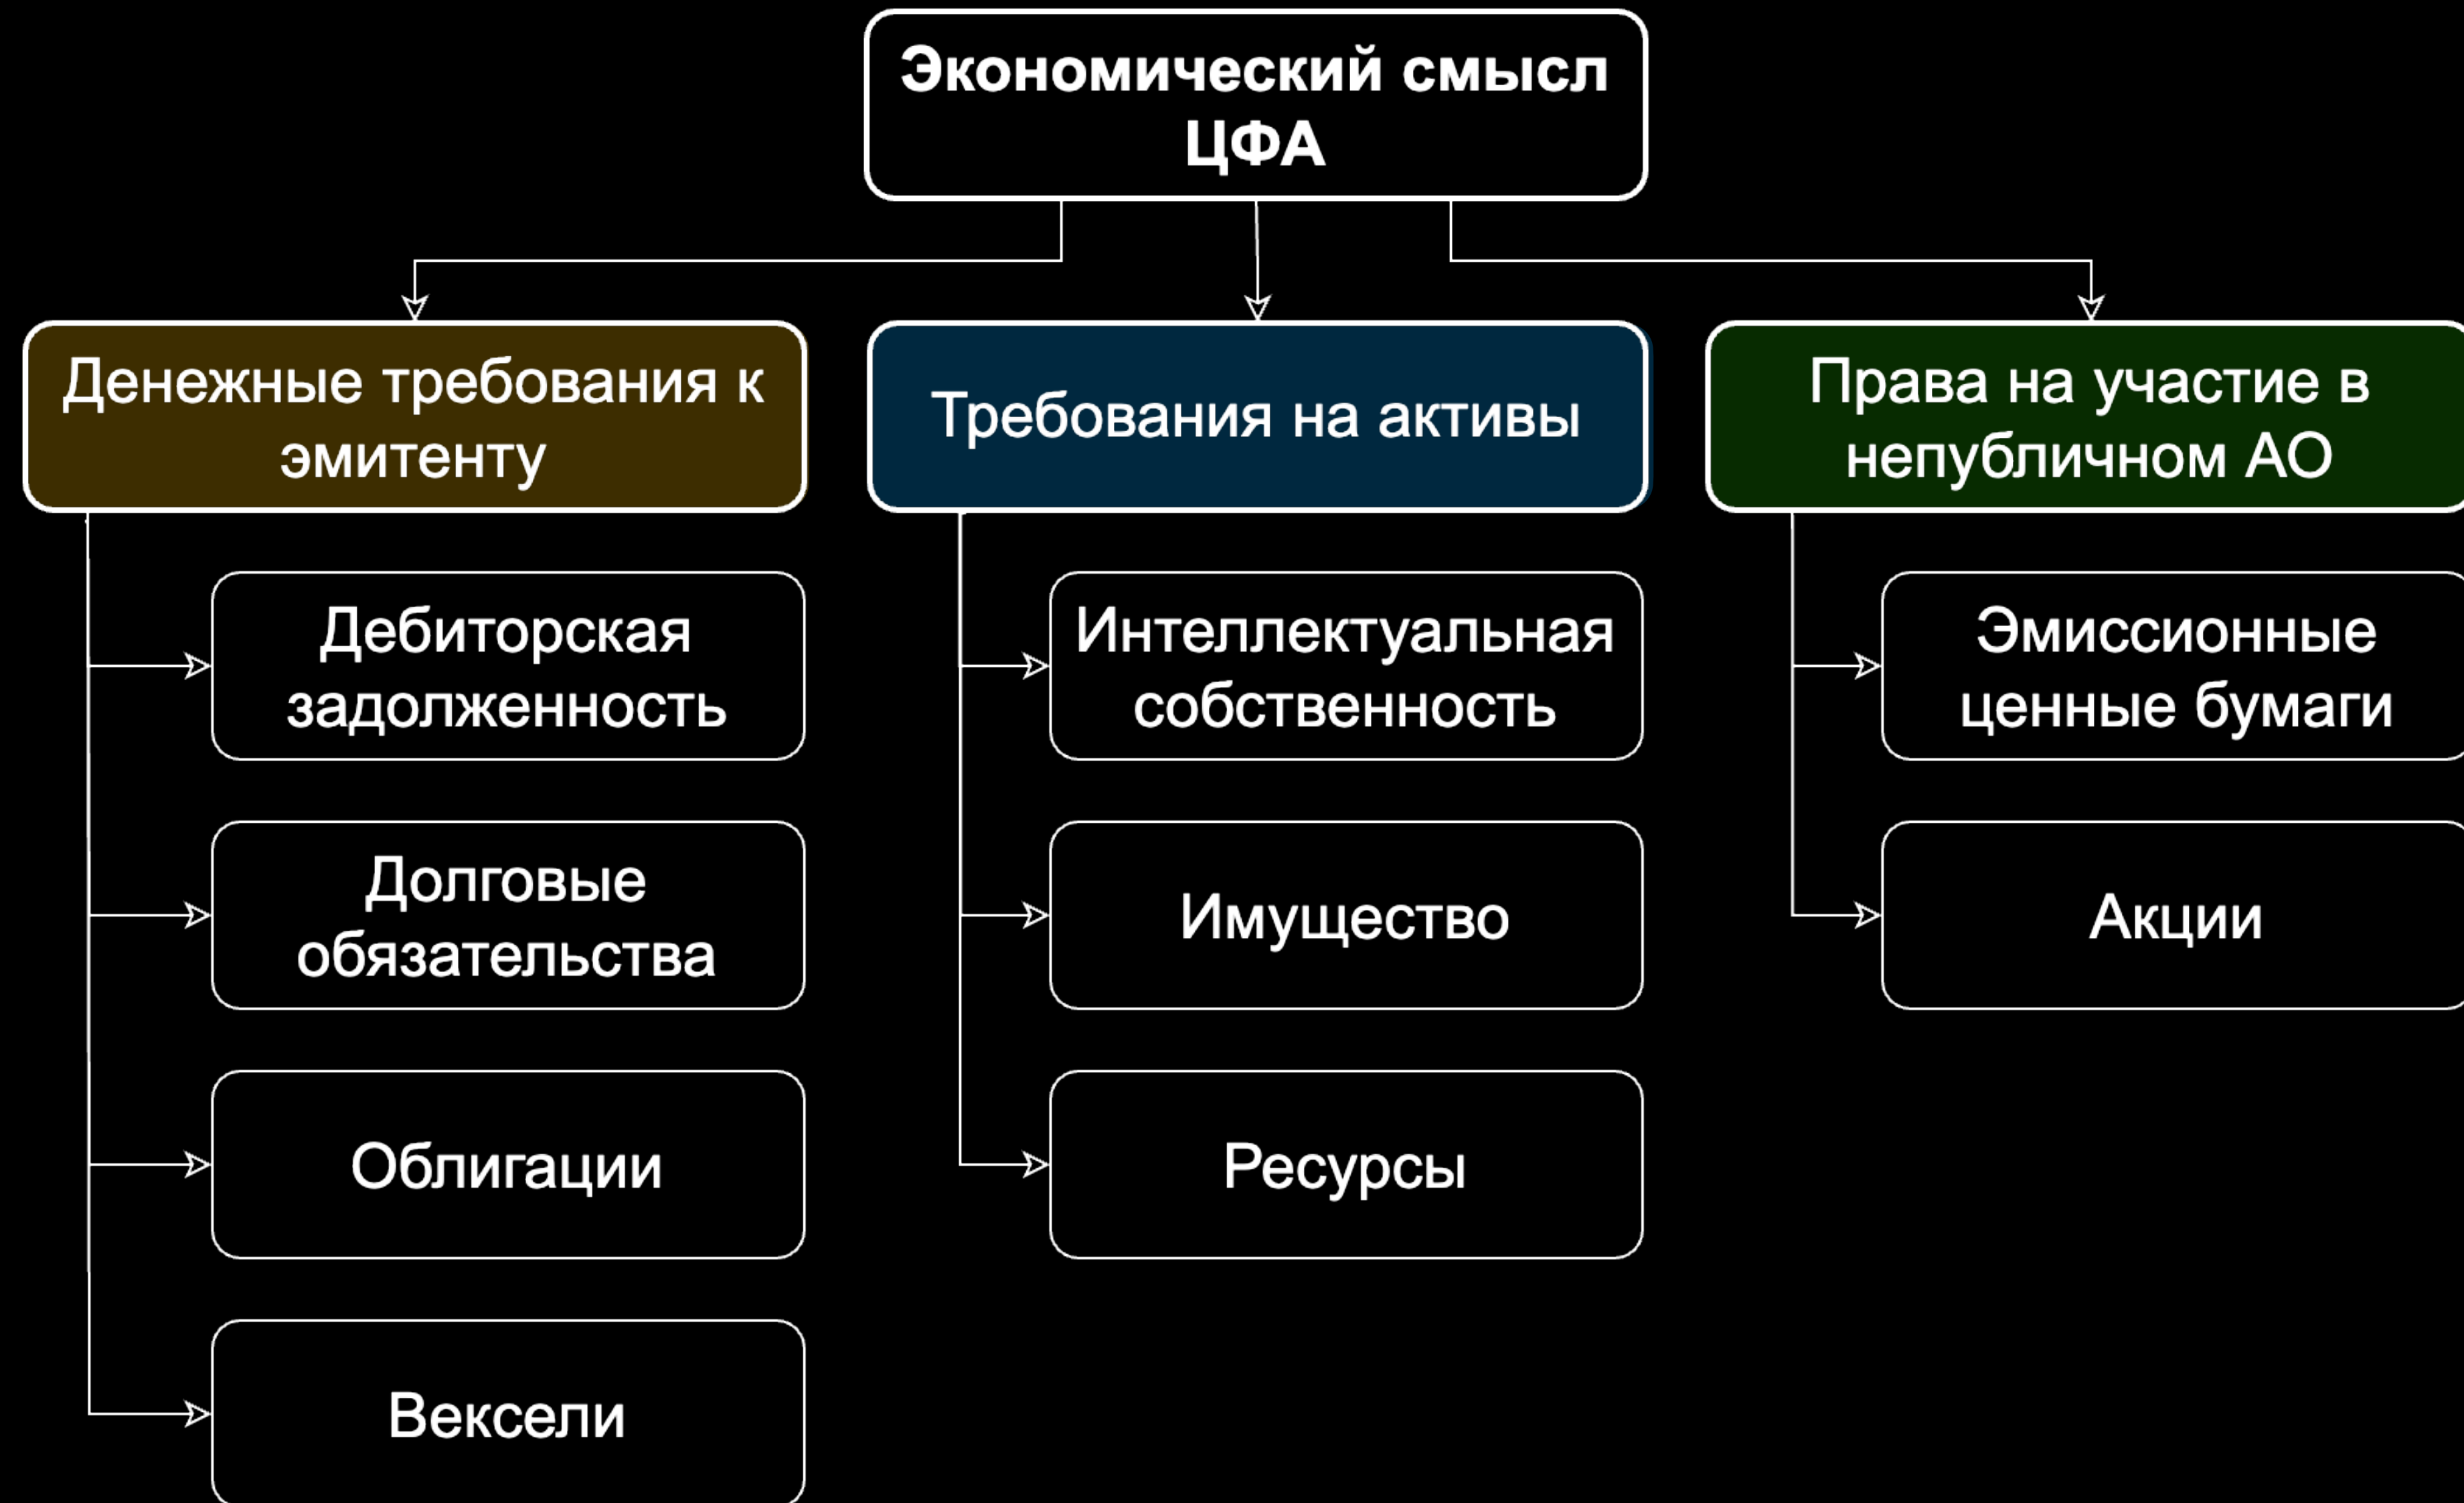 Экономический смысл
ЦФА
Денежные требования к
эмитенту
Требования на активы
Права на участие в
непубличном АО
Дебиторская
задолженность
Долговые
обязательства
Облигации
Вексели
Интеллектуальная
собственность
Имущество
Ресурсы
Эмиссионные
ценные бумаги
Акции